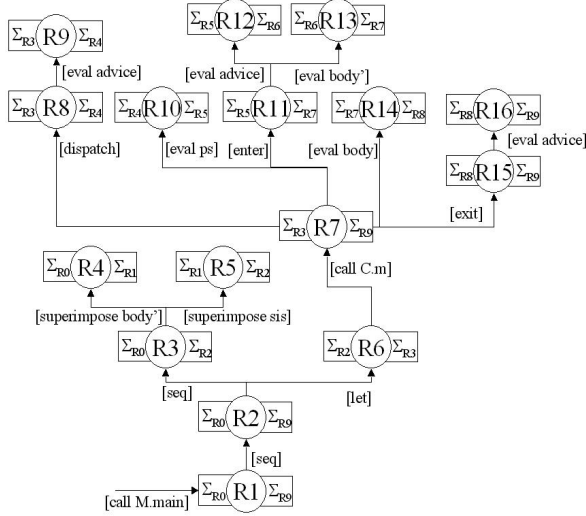 ΣR5 R12 ΣR6 ΣR6 R13 ΣR7
ΣR3 R9 ΣR4
[eval advice] [eval advice] [eval body']
ΣR3 R8 ΣR4 ΣR4 R10 ΣR5 ΣR5 R11 ΣR7 ΣR7 R14 ΣR8 ΣR8 R16 ΣR9
[eval advice]
[dispatch] [eval ps] [enter] [eval body]
ΣR8 R15 ΣR9
ΣR3 R7 ΣR9
[exit]
ΣR0 R4 ΣR1 ΣR1 R5 ΣR2
[call C.m]
[superimpose body'] [superimpose sis]
ΣR0 R3 ΣR2 ΣR2 R6 ΣR3
[seq] [let]
ΣR0 R2 ΣR9
[seq]
ΣR0 R1 ΣR9
[call M.main]